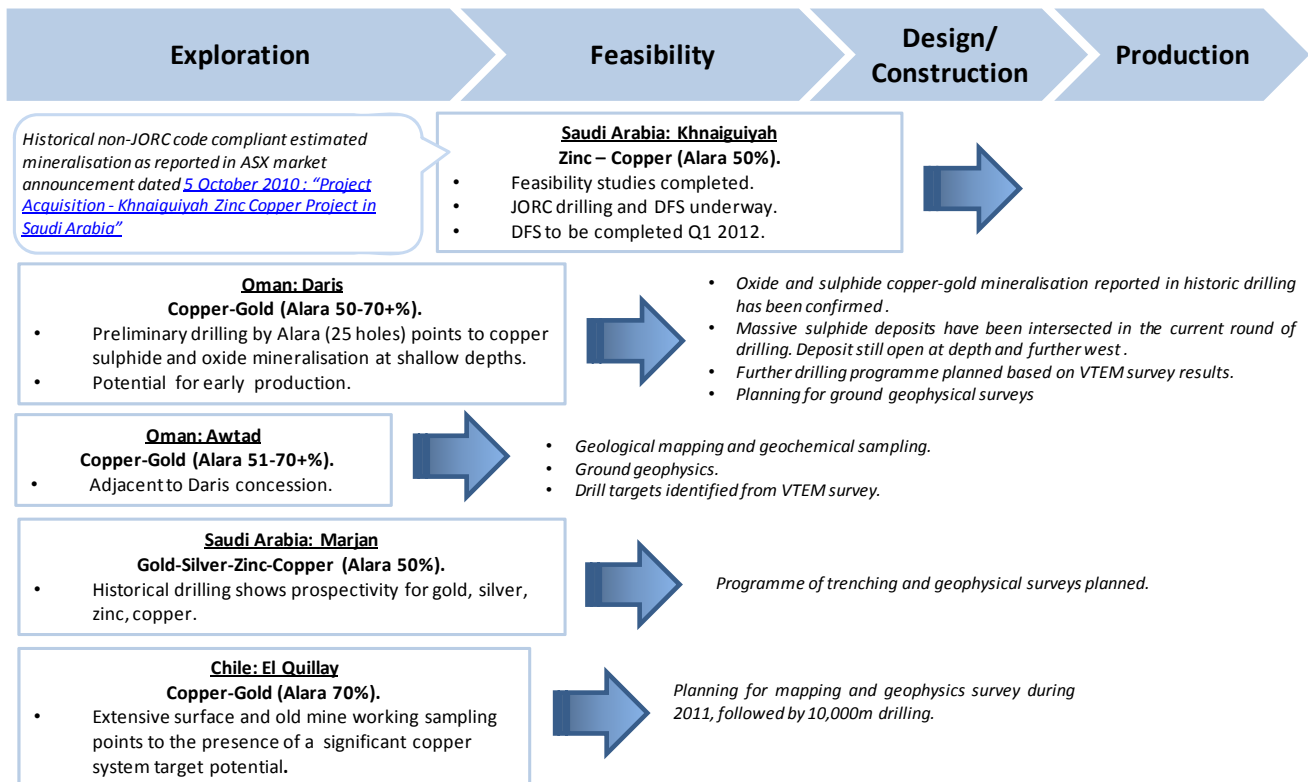 Exploration
Feasibility
Design/
Construction
Production
Historical non-JORC code compliant estimated
mineralisation as reported in ASX market
announcement dated 5 October 2010 : “Project
Acquisition - Khnaiguiyah Zinc Copper Project in
Saudi Arabia”
Saudi Arabia: Khnaiguiyah
Zinc – Copper (Alara 50%).
• Feasibility studies completed.
• JORC drilling and DFS underway.
• DFS to be completed Q1 2012.
Oman: Daris
Copper-Gold (Alara 50-70+%).
• Preliminary drilling by Alara (25 holes) points to copper
sulphide and oxide mineralisation at shallow depths.
• Potential for early production.
• Oxide and sulphide copper-gold mineralisation reported in historic drilling
has been confirmed .
• Massive sulphide deposits have been intersected in the current round of
drilling. Deposit still open at depth and further west .
• Further drilling programme planned based on VTEM survey results.
• Planning for ground geophysical surveys
Oman: Awtad
Copper-Gold (Alara 51-70+%).
• Adjacent to Daris concession.
• Geological mapping and geochemical sampling.
• Ground geophysics.
• Drill targets identified from VTEM survey.
Saudi Arabia: Marjan
Gold-Silver-Zinc-Copper (Alara 50%).
• Historical drilling shows prospectivity for gold, silver,
zinc, copper.
Programme of trenching and geophysical surveys planned.
Chile: El Quillay
Copper-Gold (Alara 70%).
• Extensive surface and old mine working sampling
points to the presence of a significant copper
system target potential.
Planning for mapping and geophysics survey during
2011, followed by 10,000m drilling.